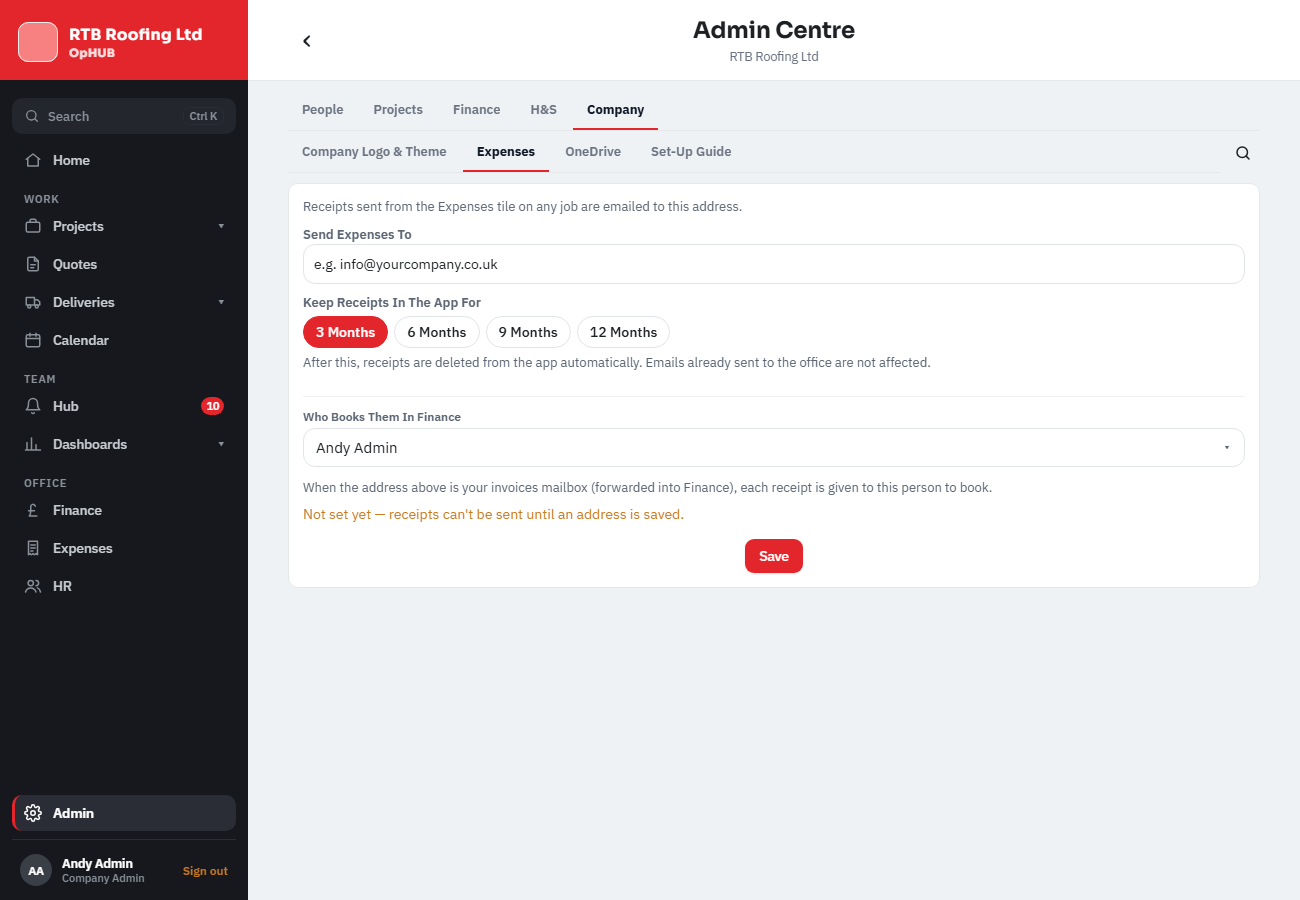 RTB Roofing Ltd
OpHUB
Search Ctrl K
Home
WORK
Projects
Quotes
Deliveries
Calendar
TEAM
Hub 10
Dashboards
OFFICE
Finance
Expenses
HR
Admin
AA Andy Admin
Company Admin
Sign out
Admin Centre
RTB Roofing Ltd
People Projects Finance H&S Company
Company Logo & Theme Expenses OneDrive Set-Up Guide
Receipts sent from the Expenses tile on any job are emailed to this address.
Send Expenses To
e.g. info@yourcompany.co.uk
Keep Receipts In The App For
3 Months 6 Months 9 Months 12 Months
After this, receipts are deleted from the app automatically. Emails already sent to the office are not affected.
Who Books Them In Finance
Andy Admin
When the address above is your invoices mailbox (forwarded into Finance), each receipt is given to this person to book.
Not set yet — receipts can't be sent until an address is saved.
Save